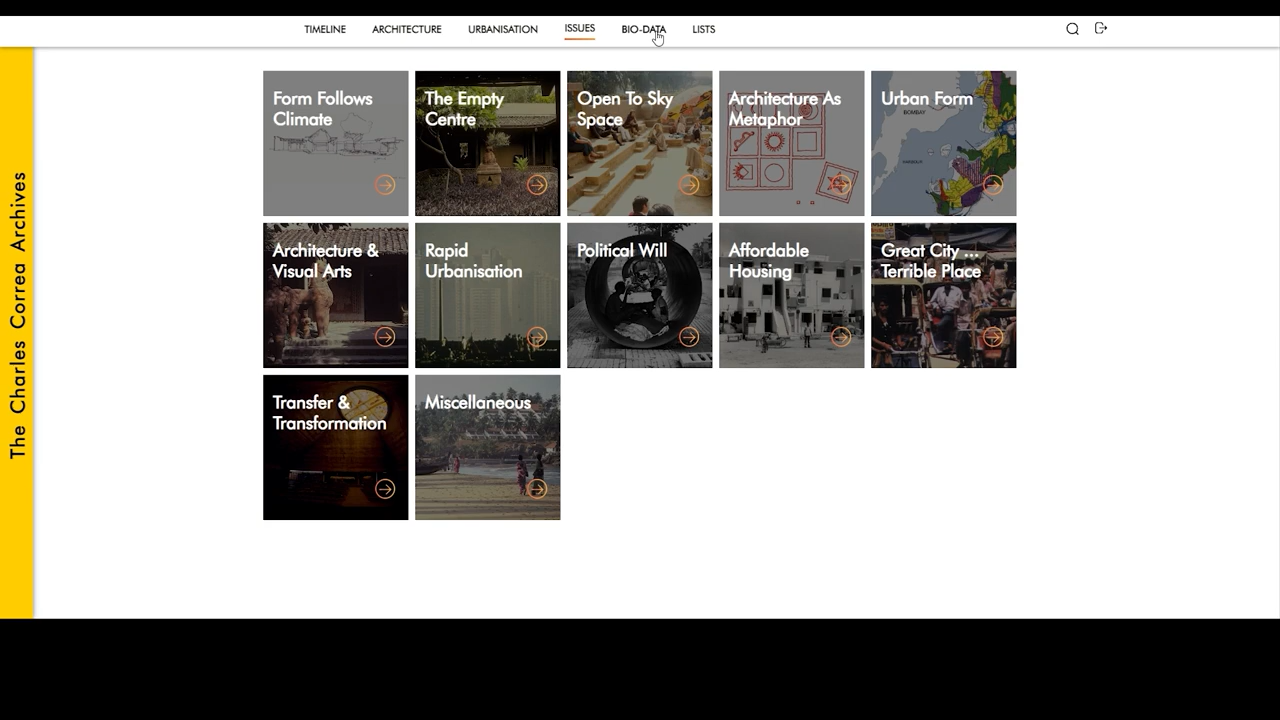 TIMELINE
ARCHITECTURE
URBANISATION
ISSUES
BIO-DATA
LISTS
The Charles Correa Archives
Form Follows
Climate
The Empty
Centre
Open To Sky
Space
Architecture As
Metaphor
Urban Form
BOMBAY
Architecture &
Visual Arts
Rapid
Urbanisation
Political Will
Affordable
Housing
Great City ...
Terrible Place
Transfer &
Transformation
Miscellaneous